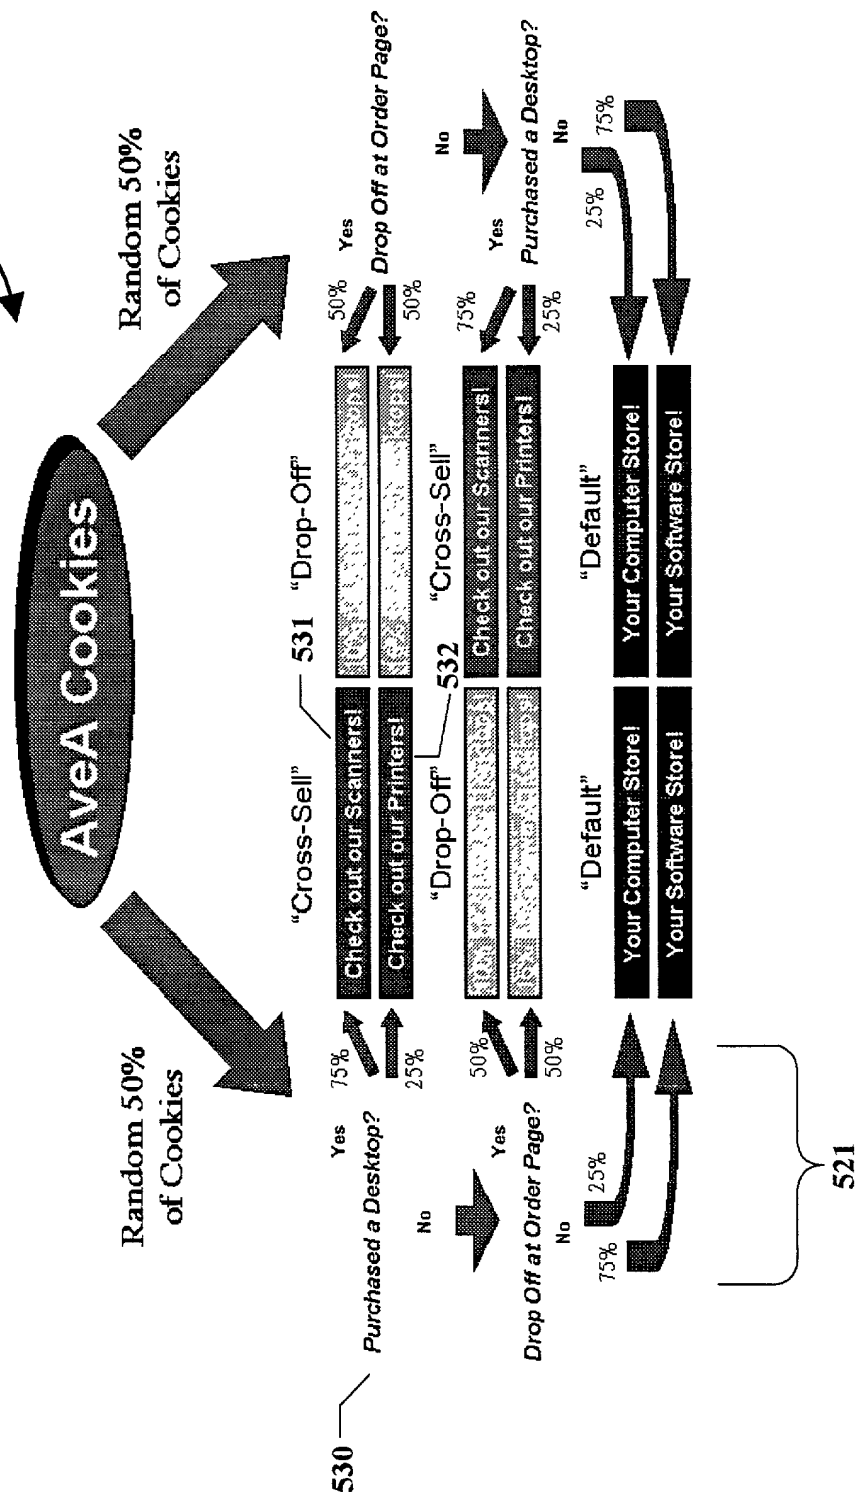 AveA Cookies
Random 50%
of Cookies
Random 50%
of Cookies
"Cross-Sell"
531
"Drop-Off"
530
Purchased a Desktop?
Yes
75%
25%
Check out our Scanners!
Check out our Printers!
50%
50%
Yes
Drop Off at Order Page?
No
"Drop-Off"
532
"Cross-Sell"
No
Drop Off at Order Page?
Yes
50%
50%
Check out our Scanners!
Check out our Printers!
75%
25%
Yes
Purchased a Desktop?
No
No
"Default"
"Default"
75%
25%
Your Computer Store!
Your Software Store!
Your Computer Store!
Your Software Store!
25%
75%
521